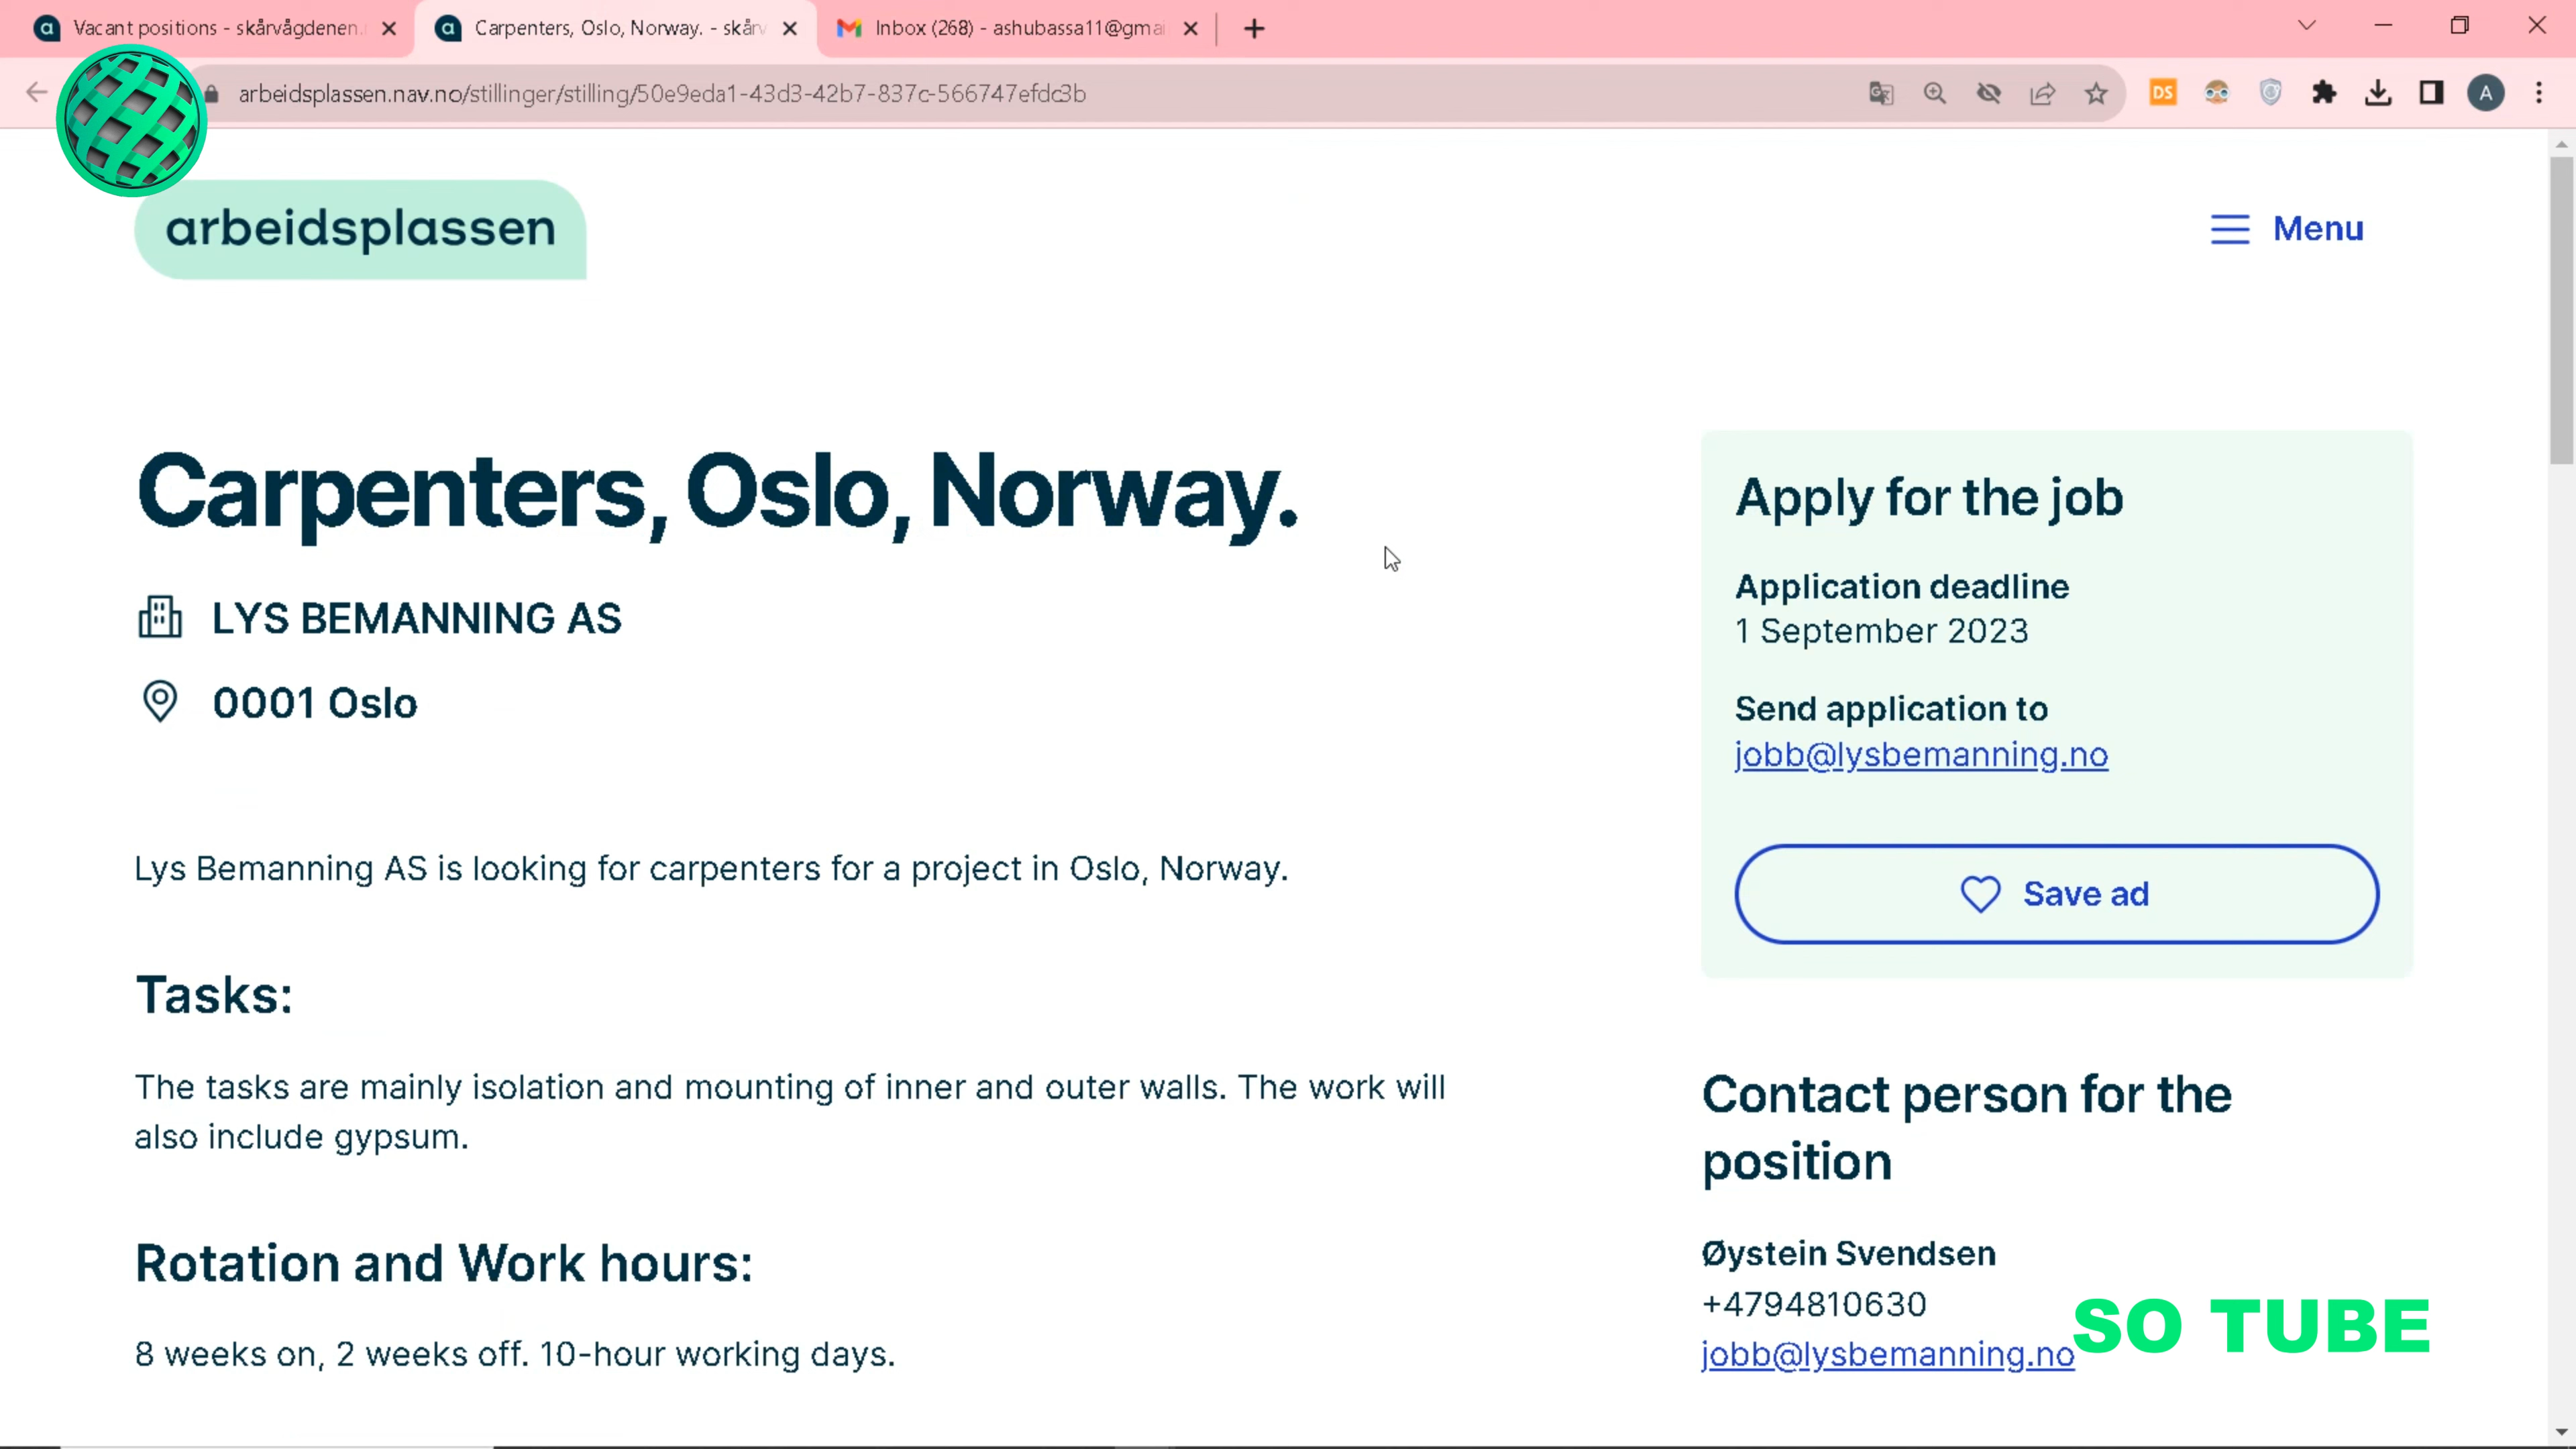 Vacant positions - skårvågdenen.
Carpenters, Oslo, Norway. - skår
Inbox (268) - ashubassa11@gmai
arbeidsplassen.nav.no/stillinger/stilling/50e9eda1-43d3-42b7-837c-566747efdc3b
DS
A
arbeidsplassen
Menu
Carpenters, Oslo, Norway.
LYS BEMANNING AS
0001 Oslo
Lys Bemanning AS is looking for carpenters for a project in Oslo, Norway.
Tasks:
The tasks are mainly isolation and mounting of inner and outer walls. The work will
also include gypsum.
Rotation and Work hours:
8 weeks on, 2 weeks off. 10-hour working days.
Apply for the job
Application deadline
1 September 2023
Send application to
jobb@lysbemanning.no
Save ad
Contact person for the
position
Øystein Svendsen
+4794810630
jobb@lysbemanning.no
SO TUBE